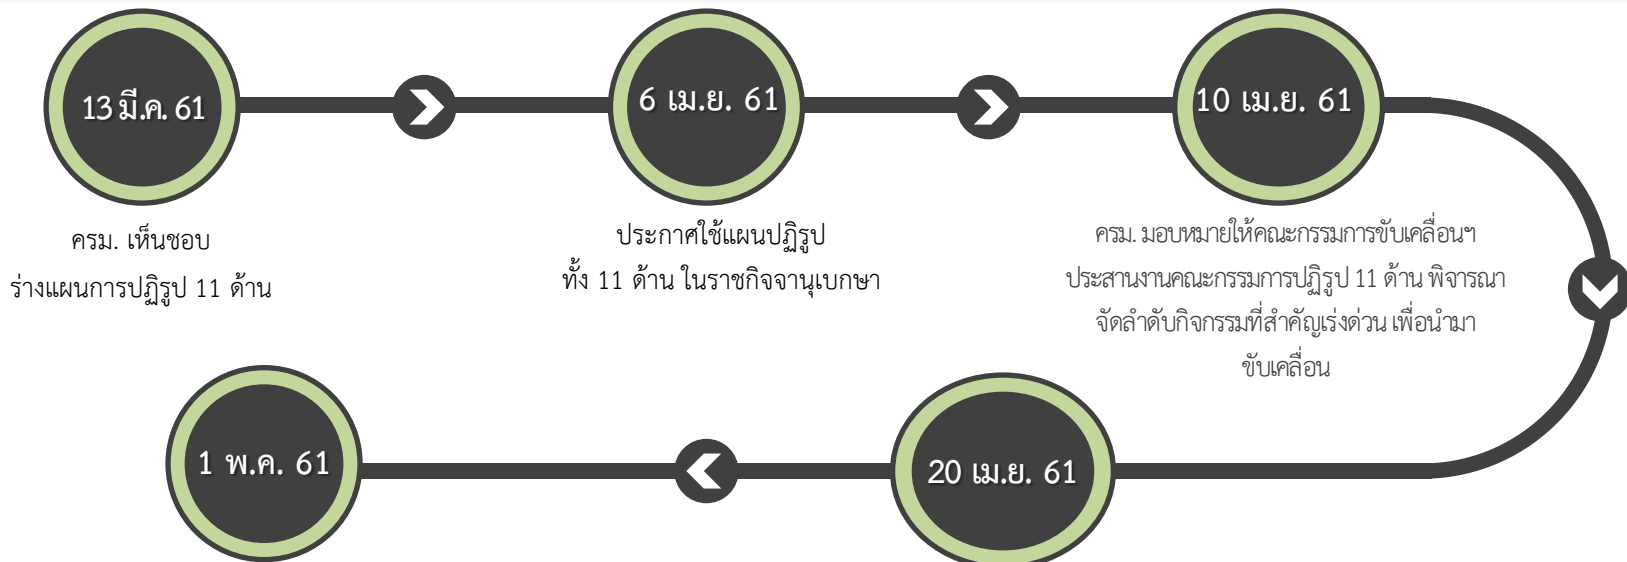 13 มี.ค. 61
ครม. เห็นชอบ
ร่างแผนการปฏิรูป 11 ด้าน
6 เม.ย. 61
ประกาศใช้แผนปฏิรูป
ทั้ง 11 ด้าน ในราชกิจจานุเบกษา
10 เม.ย. 61
ครม. มอบหมายให้คณะกรรมการขับเคลื่อนฯ
ประสานงานคณะกรรมการปฏิรูป 11 ด้าน พิจารณา
จัดลำดับกิจกรรมที่สำคัญเร่งด่วน เพื่อนำมา
ขับเคลื่อน
20 เม.ย. 61
1 พ.ค. 61